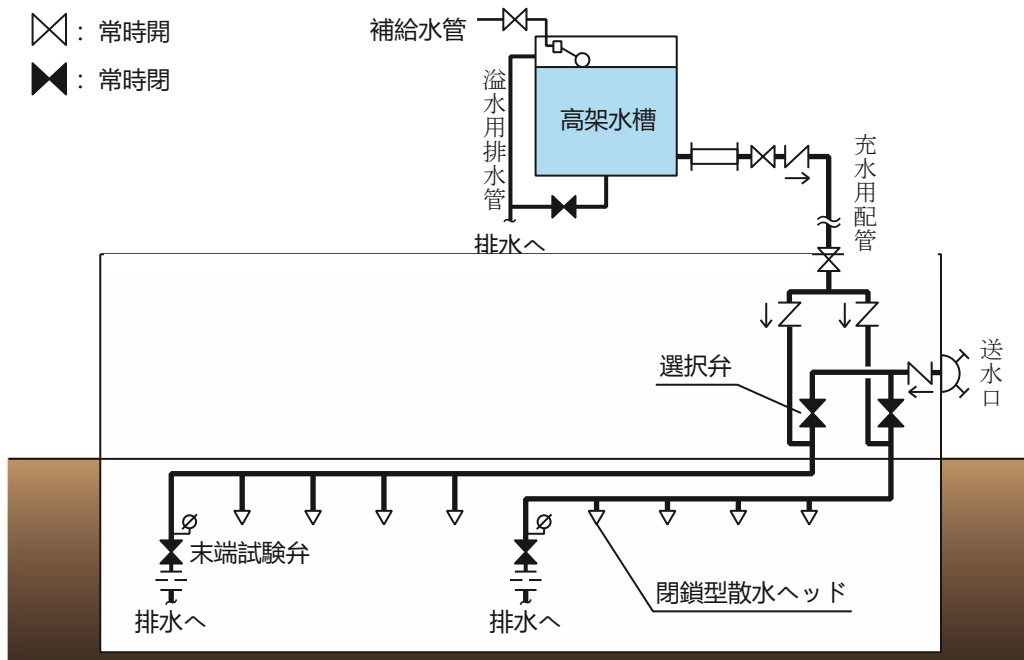 ： 常時開
： 常時閉
補給水管
溢水用排水管
高架水槽
充水用配管
排水へ
選択弁
送水口
末端試験弁
排水へ
排水へ
閉鎖型散水ヘッド